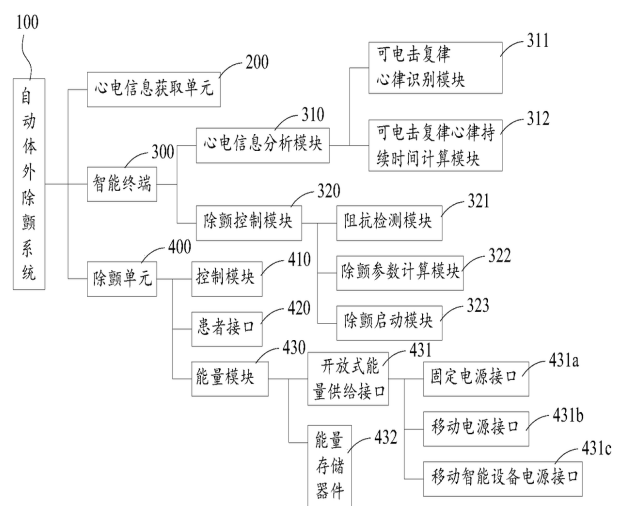 100
自动体外除颤系统
心电信息获取单元
200
智能终端
300
心电信息分析模块
310
可电击复律
心律识别模块
311
可电击复律心律持
续时间计算模块
312
除颤控制模块
320
阻抗检测模块
321
除颤参数计算模块
322
除颤启动模块
323
除颤单元
400
控制模块
410
患者接口
420
能量模块
430
开放式能
量供给接口
431
固定电源接口
431a
移动电源接口
431b
移动智能设备电源接口
431c
能量
存储
器件
432